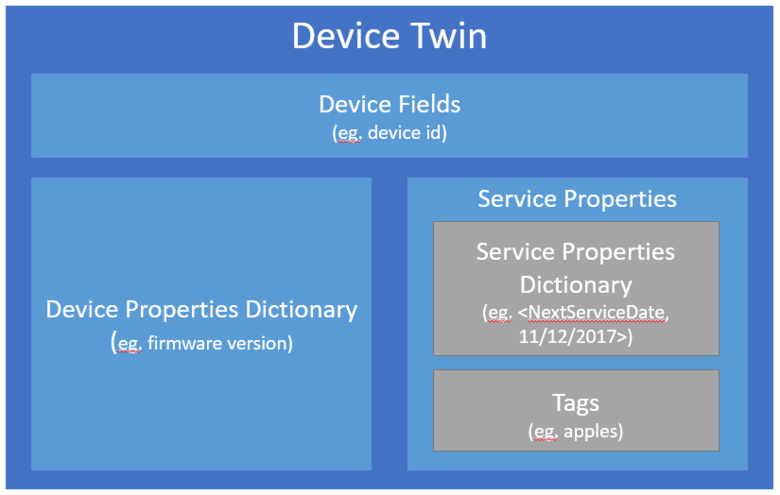 Device Twin
Device Fields
(eg. device id)
Device Properties Dictionary
(eg. firmware version)
Service Properties
Service Properties
Dictionary
(eg. <NextServiceDate,
11/12/2017>)
Tags
(eg. apples)